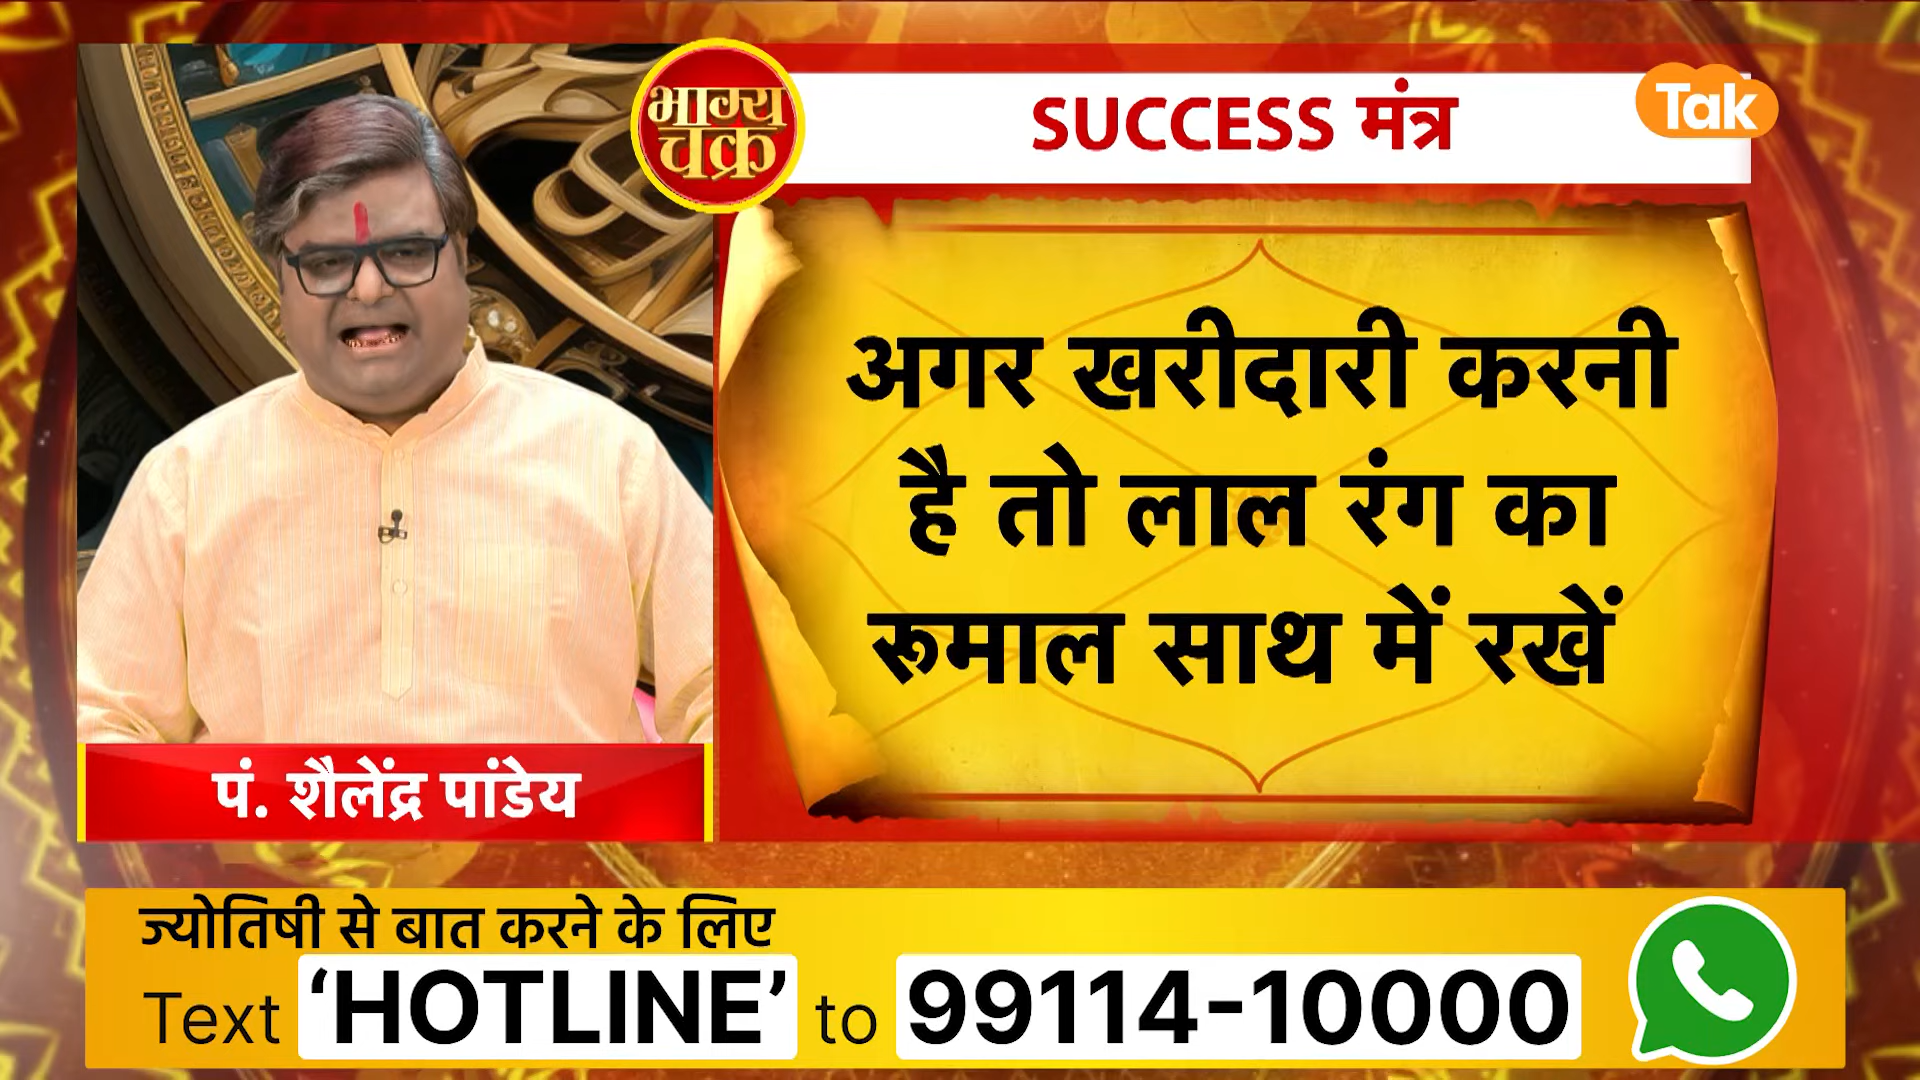 भाग्य
चक्र
SUCCESS मंत्र
Tak
अगर खरीदारी करनी
है तो लाल रंग का
रूमाल साथ में रखें
पं. शैलेंद्र पांडेय
ज्योतिषी से बात करने के लिए
Text ‘HOTLINE’ to 99114-10000